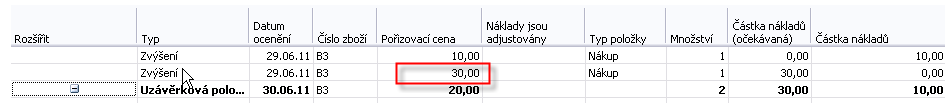 Rozšířit Typ Datum ocenění Číslo zboží Pořizovací cena Náklady jsou adjustovány Typ položky Množství Částka nákladů (očekávaná) Částka nákladů
Zvýšení 29.06.11 B3 10,00 Nákup 1 0,00 10,00
Zvýšení 29.06.11 B3 30,00 Nákup 1 30,00 0,00
Uzávěrková polo... 30.06.11 B3 20,00 2 30,00 10,00